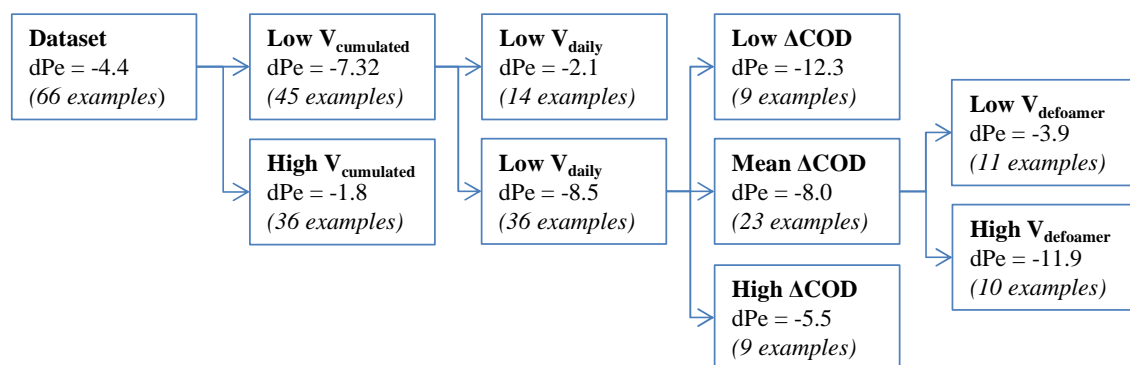 Dataset
dPe = -4.4
(66 examples)
Low Vcumulated
dPe = -7.32
(45 examples)
High Vcumulated
dPe = -1.8
(36 examples)
Low Vdaily
dPe = -2.1
(14 examples)
Low Vdaily
dPe = -8.5
(36 examples)
Low ΔCOD
dPe = -12.3
(9 examples)
Mean ΔCOD
dPe = -8.0
(23 examples)
High ΔCOD
dPe = -5.5
(9 examples)
Low Vdefoamer
dPe = -3.9
(11 examples)
High Vdefoamer
dPe = -11.9
(10 examples)